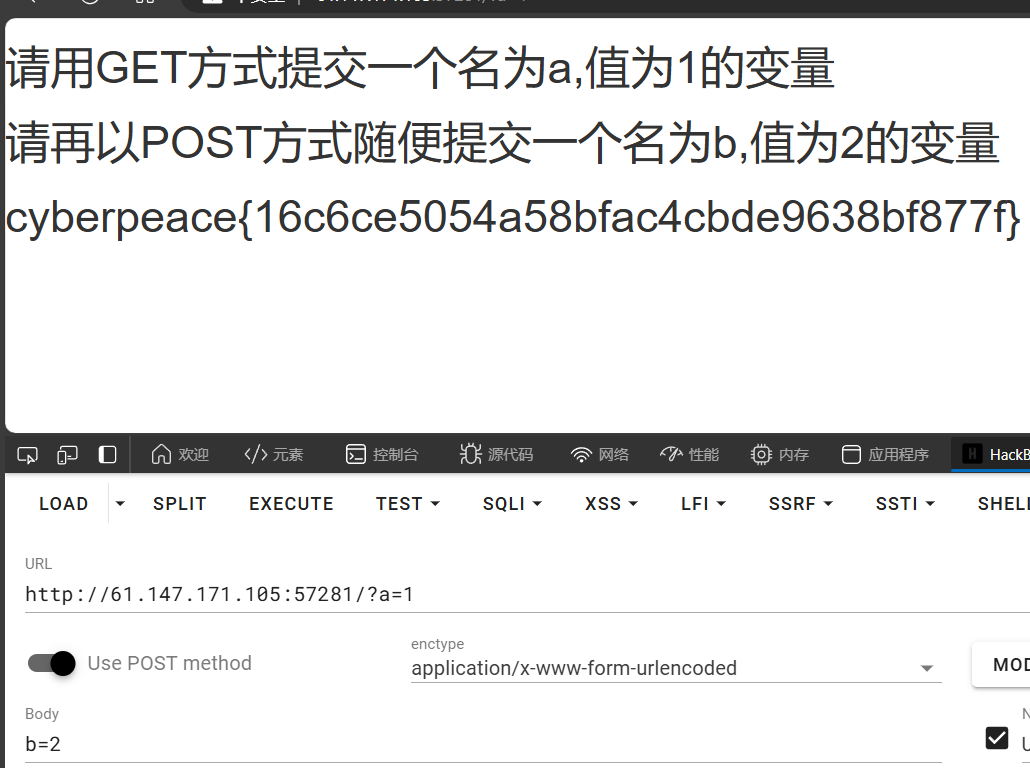 请用GET方式提交一个名为a,值为1的变量
请再以POST方式随便提交一个名为b,值为2的变量
cyberpeace{16c6ce5054a58bfac4cbde9638bf877f}
欢迎 元素 控制台 源代码 网络 性能 内存 应用程序 HackB
LOAD SPLIT EXECUTE TEST SQLI XSS LFI SSRF SSTI SHELL
URL
http://61.147.171.105:57281/?a=1
Use POST method
enctype
application/x-www-form-urlencoded
MOD
Body
b=2